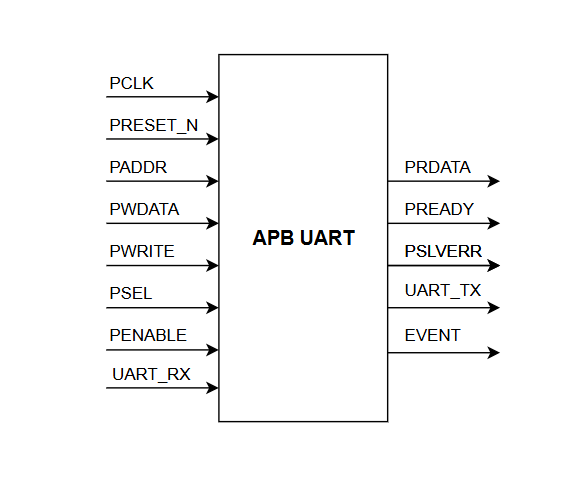 PCLK
PRESET_N
PADDR
PWDATA
PWRITE
PSEL
PENABLE
UART_RX
APB UART
PRDATA
PREADY
PSLVERR
UART_TX
EVENT